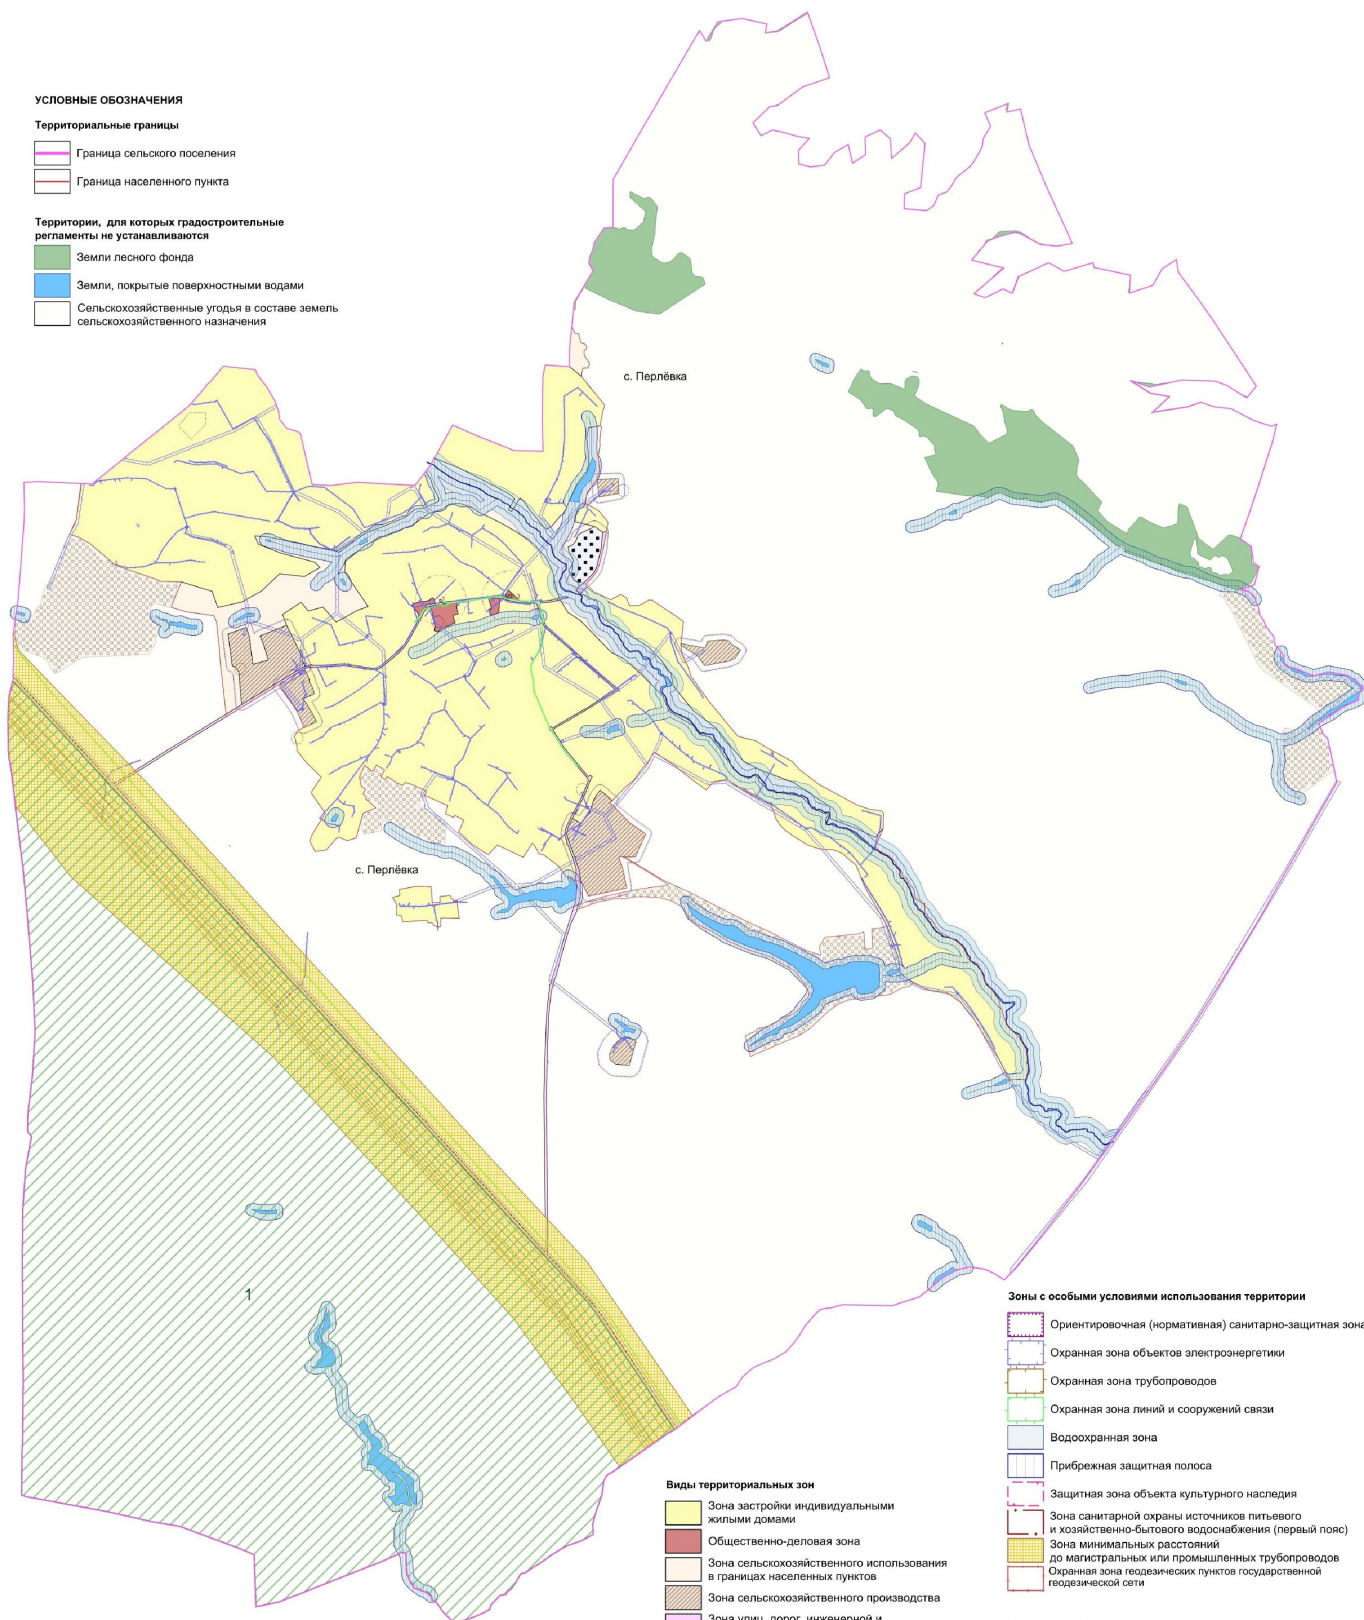 УСЛОВНЫЕ ОБОЗНАЧЕНИЯ
Территориальные границы
Граница сельского поселения
Граница населенного пункта
Территории, для которых градостроительные
регламенты не устанавливаются
Земли лесного фонда
Земли, покрытые поверхностными водами
Сельскохозяйственные угодья в составе земель
сельскохозяйственного назначения
с. Перлёвка
с. Перлёвка
1
Зоны с особыми условиями использования территории
Ориентировочная (нормативная) санитарно-защитная зона
Охранная зона объектов электроэнергетики
Охранная зона трубопроводов
Охранная зона линий и сооружений связи
Водоохранная зона
Прибрежная защитная полоса
Защитная зона объекта культурного наследия
Зона санитарной охраны источников питьевого
и хозяйственно-бытового водоснабжения (первый пояс)
Зона минимальных расстояний
до магистральных или промышленных трубопроводов
Охранная зона геодезических пунктов государственной
геодезической сети
Виды территориальных зон
Зона застройки индивидуальными
жилыми домами
Общественно-деловая зона
Зона сельскохозяйственного использования
в границах населенных пунктов
Зона сельскохозяйственного производства
Зона улиц, дорог, инженерной и